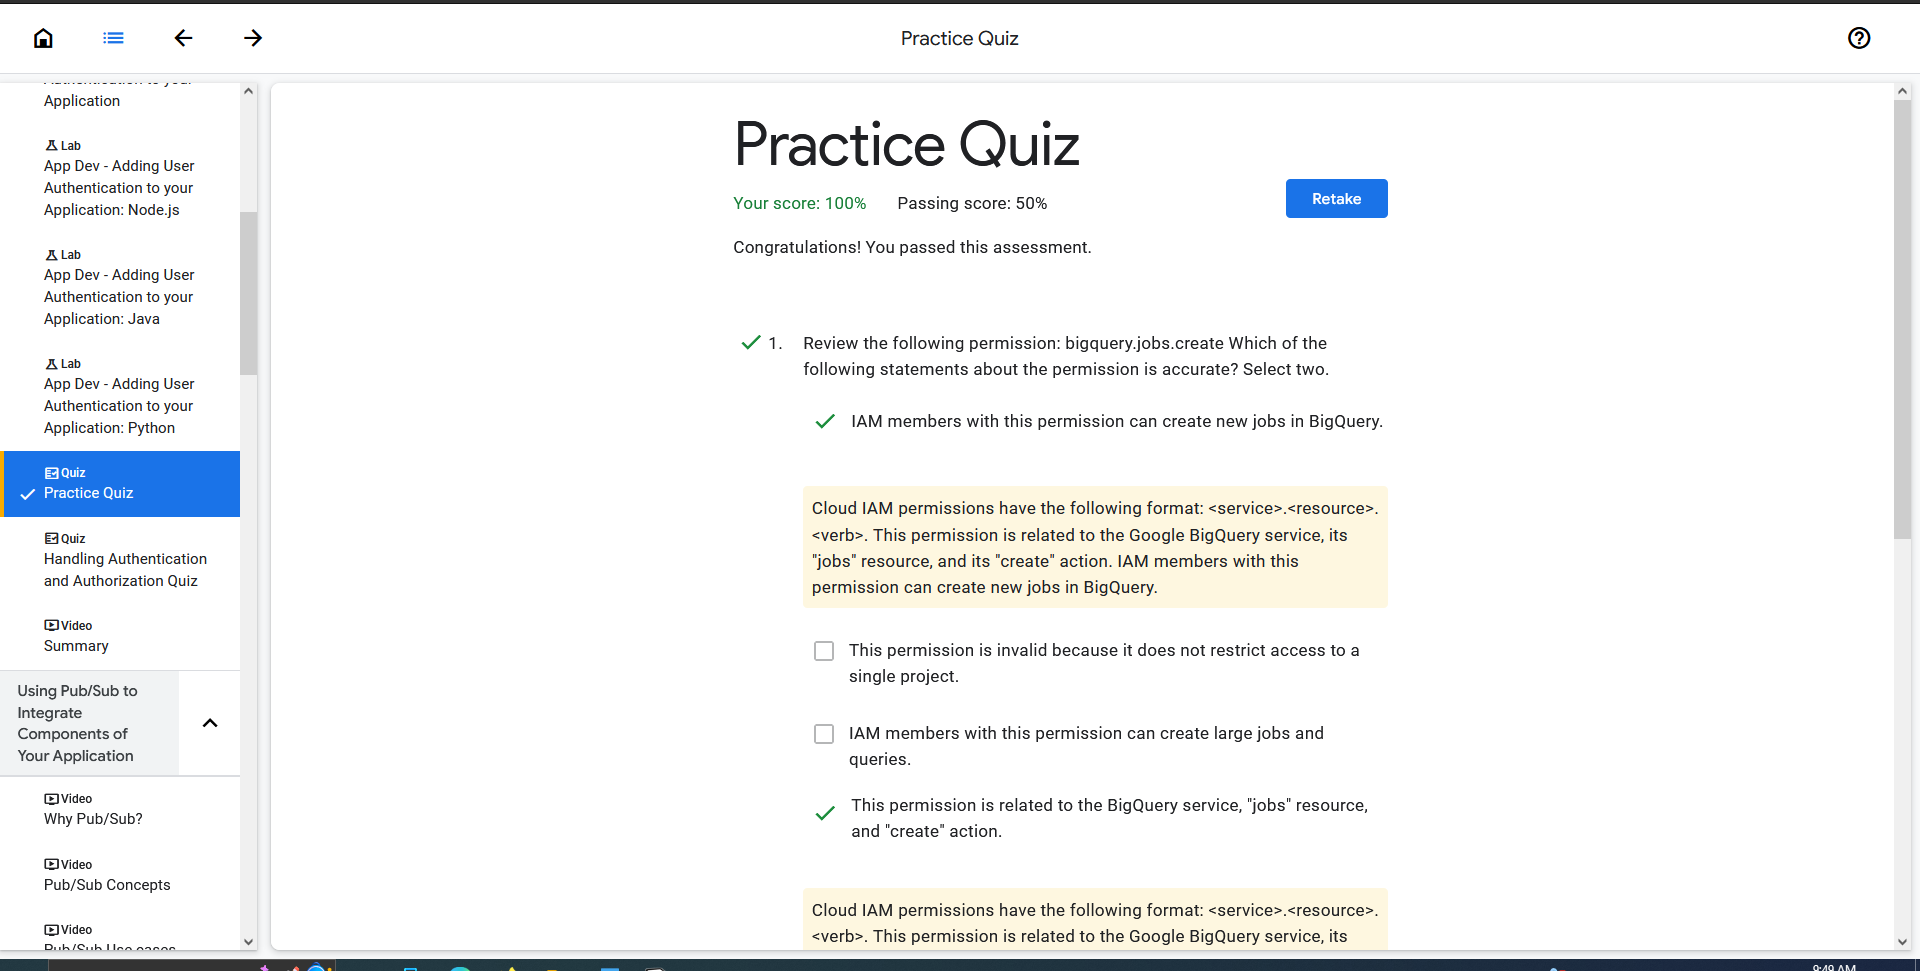 Practice Quiz
Authentication to your
Application
Lab
App Dev - Adding User
Authentication to your
Application: Node.js
Lab
App Dev - Adding User
Authentication to your
Application: Java
Lab
App Dev - Adding User
Authentication to your
Application: Python
Quiz
Practice Quiz
Quiz
Handling Authentication
and Authorization Quiz
Video
Summary
Using Pub/Sub to
Integrate
Components of
Your Application
Video
Why Pub/Sub?
Video
Pub/Sub Concepts
Video
Pub/Sub Use cases
Practice Quiz
Your score: 100% Passing score: 50%
Retake
Congratulations! You passed this assessment.
1. Review the following permission: bigquery.jobs.create Which of the
following statements about the permission is accurate? Select two.
IAM members with this permission can create new jobs in BigQuery.
Cloud IAM permissions have the following format: <service>.<resource>.
<verb>. This permission is related to the Google BigQuery service, its
"jobs" resource, and its "create" action. IAM members with this
permission can create new jobs in BigQuery.
This permission is invalid because it does not restrict access to a
single project.
IAM members with this permission can create large jobs and
queries.
This permission is related to the BigQuery service, "jobs" resource,
and "create" action.
Cloud IAM permissions have the following format: <service>.<resource>.
<verb>. This permission is related to the Google BigQuery service, its
9:49 AM